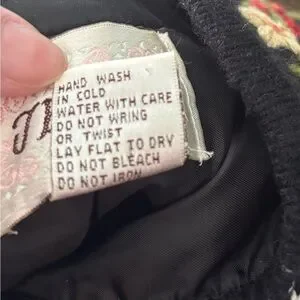 HAND WASH
IN COLD
WATER WITH CARE
DO NOT WRING
OR TWIST
LAY FLAT TO DRY
DO NOT BLEACH
DO NOT IRON